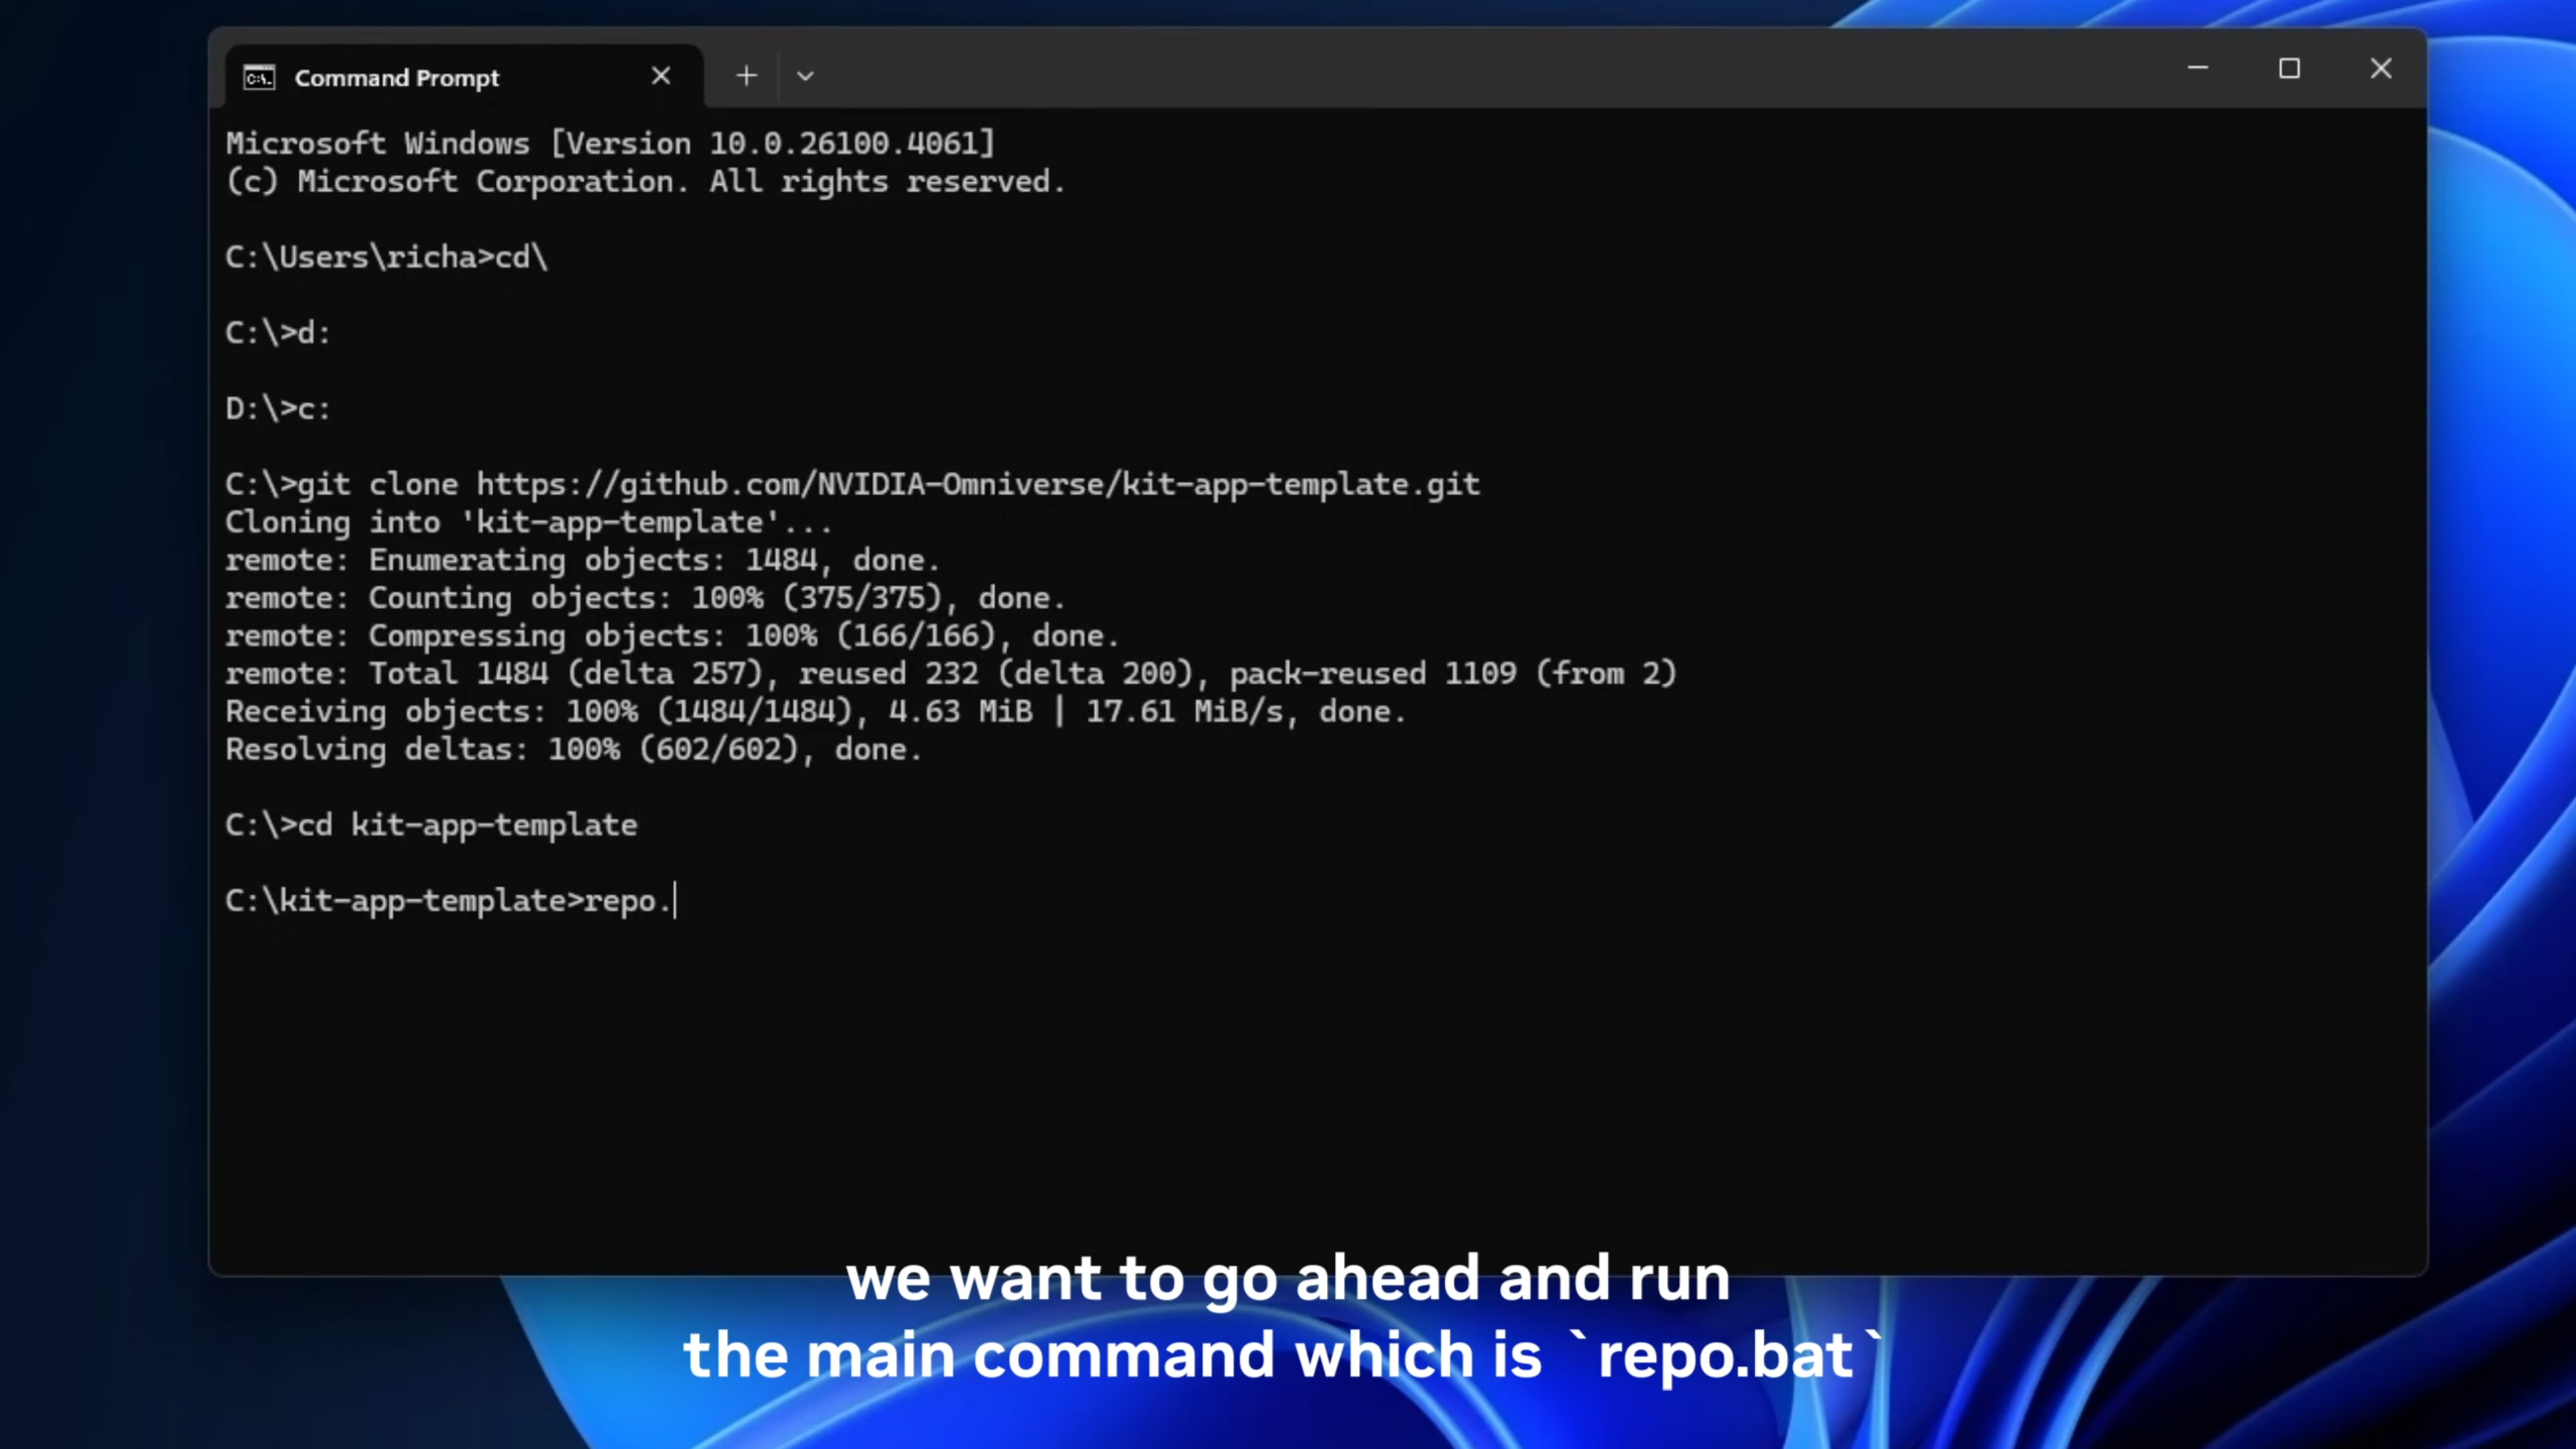 Command Prompt
Microsoft Windows [Version 10.0.26100.4061]
(c) Microsoft Corporation. All rights reserved.
C:\Users\richa>cd\
C:\>d:
D:\>c:
C:\>git clone https://github.com/NVIDIA-Omniverse/kit-app-template.git
Cloning into 'kit-app-template'...
remote: Enumerating objects: 1484, done.
remote: Counting objects: 100% (375/375), done.
remote: Compressing objects: 100% (166/166), done.
remote: Total 1484 (delta 257), reused 232 (delta 200), pack-reused 1109 (from 2)
Receiving objects: 100% (1484/1484), 4.63 MiB | 17.61 MiB/s, done.
Resolving deltas: 100% (602/602), done.
C:\>cd kit-app-template
C:\kit-app-template>repo.
we want to go ahead and run
the main command which is `repo.bat`